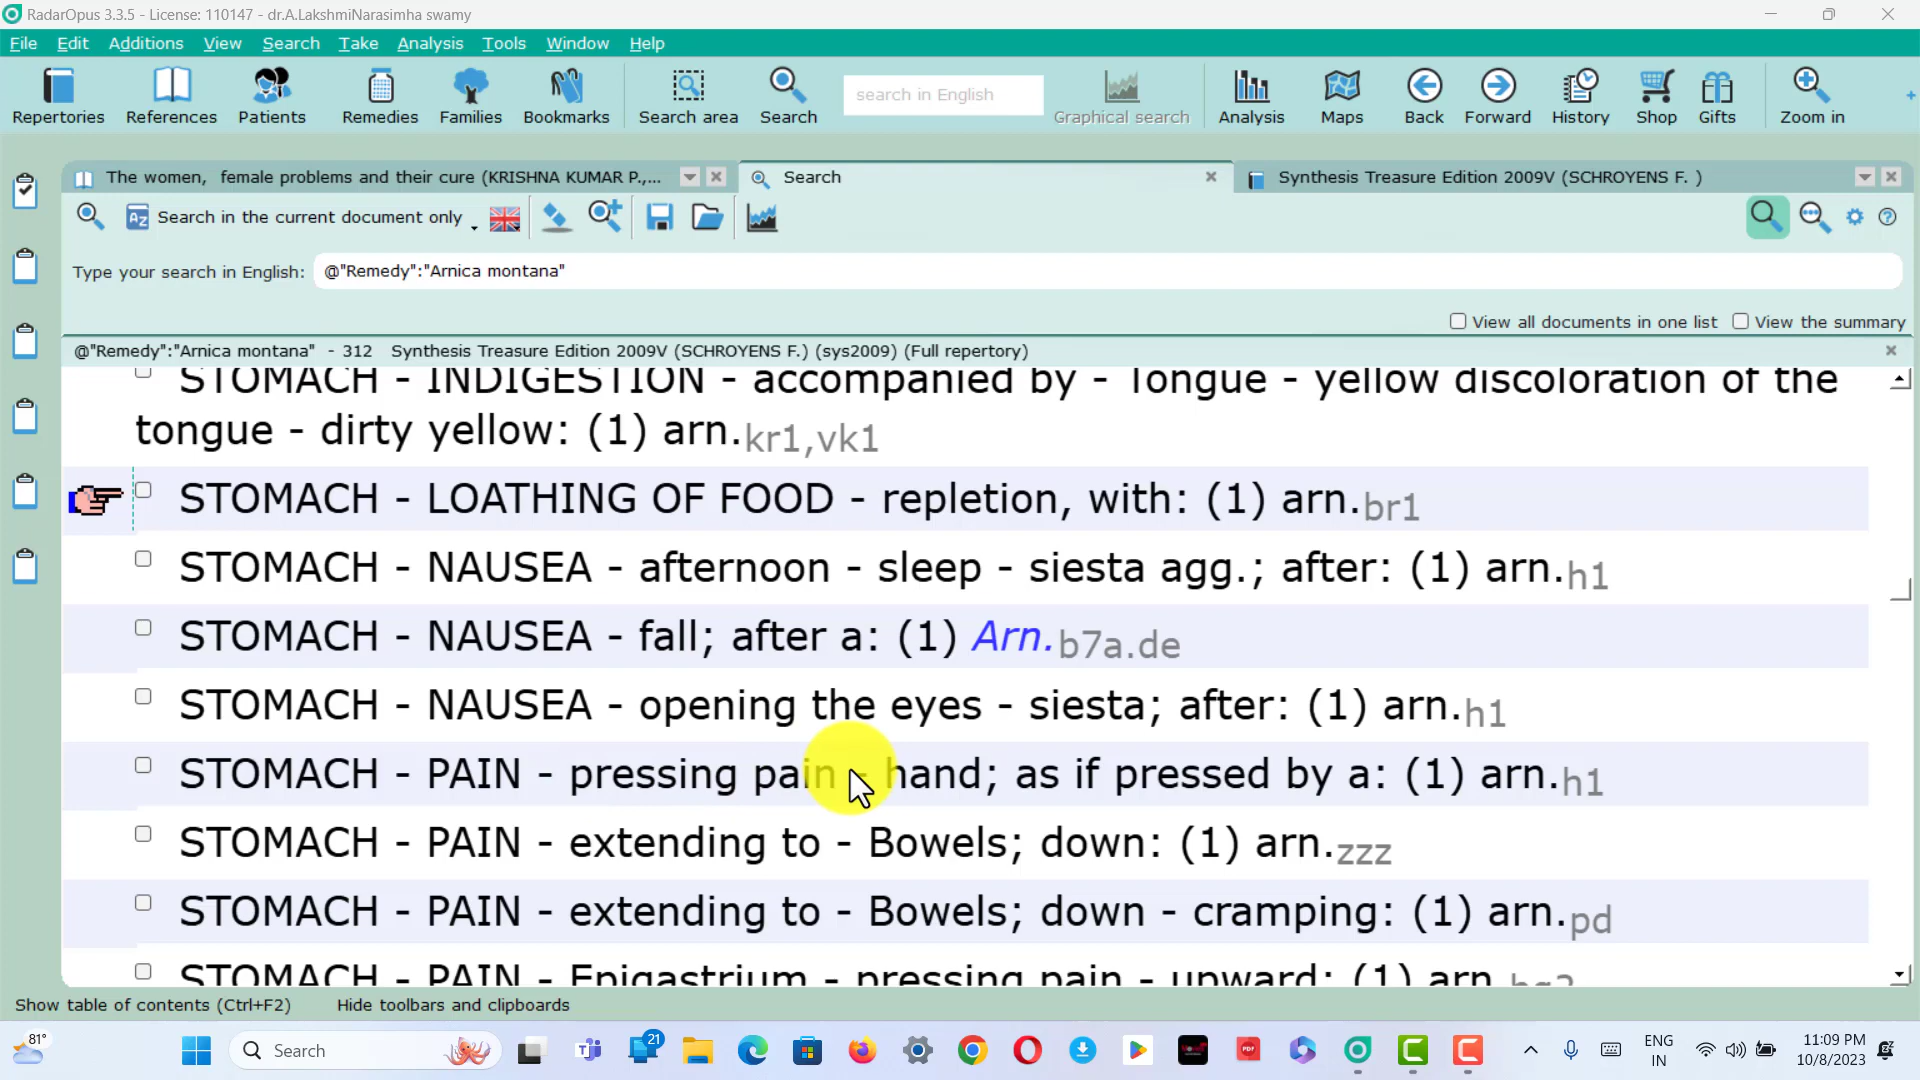 RadarOpus 3.3.5 - License: 110147 - dr.A.LakshmiNarasimha swamy
File Edit Additions View Search Take Analysis Tools Window Help
Repertories References Patients Remedies Families Bookmarks Search area Search search in English Graphical search Analysis Maps Back Forward History Shop Gifts Zoom in
The women, female problems and their cure (KRISHNA KUMAR P.,... Search Synthesis Treasure Edition 2009V (SCHROYENS F. )
Search in the current document only
Type your search in English: @"Remedy":"Arnica montana"
View all documents in one list View the summary
@"Remedy":"Arnica montana" - 312 Synthesis Treasure Edition 2009V (SCHROYENS F.) (sys2009) (Full repertory)
STOMACH - INDIGESTION - accompanied by - Tongue - yellow discoloration of the
tongue - dirty yellow: (1) arn.kr1,vk1
STOMACH - LOATHING OF FOOD - repletion, with: (1) arn.br1
STOMACH - NAUSEA - afternoon - sleep - siesta agg.; after: (1) arn.h1
STOMACH - NAUSEA - fall; after a: (1) Arn.b7a.de
STOMACH - NAUSEA - opening the eyes - siesta; after: (1) arn.h1
STOMACH - PAIN - pressing pain - hand; as if pressed by a: (1) arn.h1
STOMACH - PAIN - extending to - Bowels; down: (1) arn.zzz
STOMACH - PAIN - extending to - Bowels; down - cramping: (1) arn.pd
STOMACH - PAIN - Epigastrium - pressing pain - upward: (1) arn
Show table of contents (Ctrl+F2) Hide toolbars and clipboards
81° Search 21 ENG 11:09 PM
IN 10/8/2023